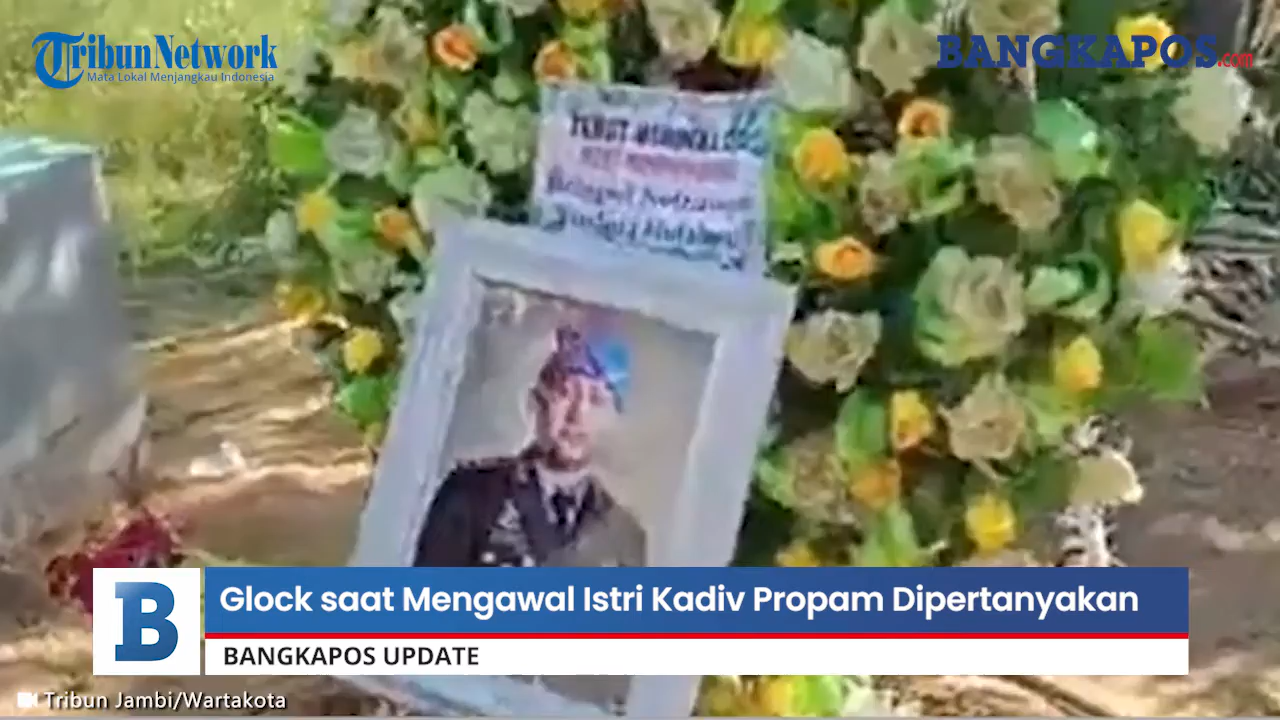 TribunNetwork
Mata Lokal Menjangkau Indonesia
BANGKAPOS.com
TURUT
B
Glock saat Mengawal Istri Kadiv Propam Dipertanyakan
BANGKAPOS UPDATE
Tribun Jambi/Wartakota